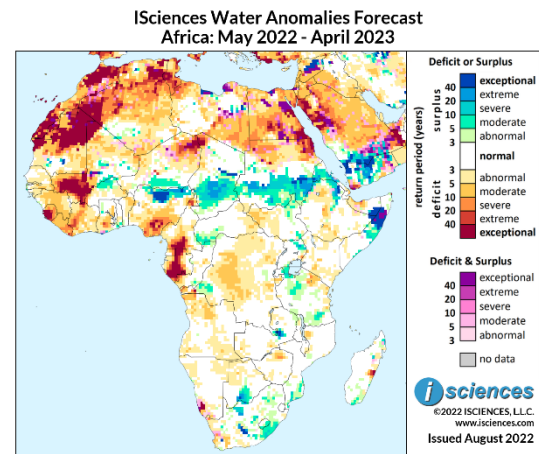 ISciences Water Anomalies Forecast
Africa: May 2022 - April 2023
Deficit or Surplus
return period (years)
surplus
deficit
exceptional
40
extreme
20
severe
10
moderate
5
abnormal
3
normal
3
abnormal
5
moderate
10
severe
20
extreme
40
exceptional
Deficit & Surplus
exceptional
40
extreme
20
severe
10
moderate
5
abnormal
3
no data
isciences
©2022 ISCIENCES, L.L.C.
www.isciences.com
Issued August 2022